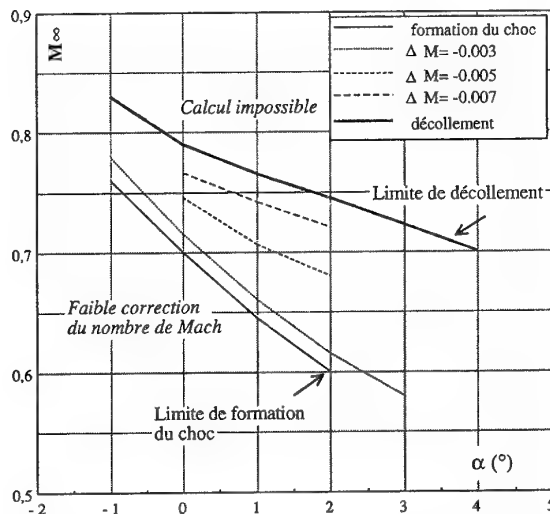 0,9
M∞
formation du choc
Δ M= -0.003
Δ M= -0.005
Δ M= -0.007
décollement
Calcul impossible
0,8
Limite de décollement
0,7
Faible correction
du nombre de Mach
0,6
Limite de formation
du choc
α (°)
0,5
- 2
- 1
0
1
2
3
4
5